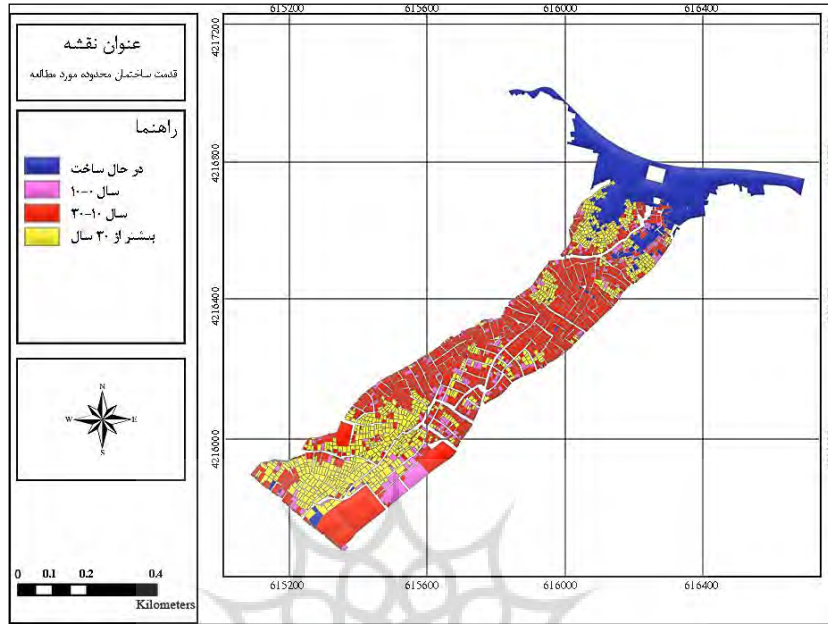 615200 615600 616000 616400
عنوان نقشه
قدمت ساختمان محدوده مورد مطالعه
راهنما
در حال ساخت
سال ۰-۱۰
سال ۱۰-۳۰
بیشتر از ۳۰ سال
4217200
4216800
4216400
4216000
N
W E
S
0 0.1 0.2 0.4
Kilometers
615200 615600 616000 616400